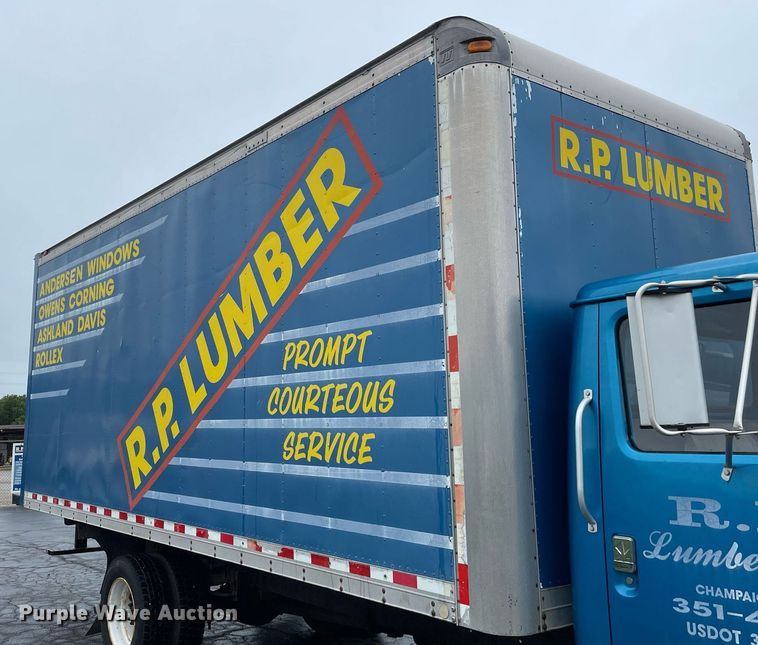 ANDERSEN WINDOWS
OWENS CORNING
ASHLAND DAVIS
ROLLEX
R.P. LUMBER
PROMPT
COURTEOUS
SERVICE
R.P. LUMBER
R.
Lumbe
CHAMPAI
351-
USDOT 3
Purple Wave Auction